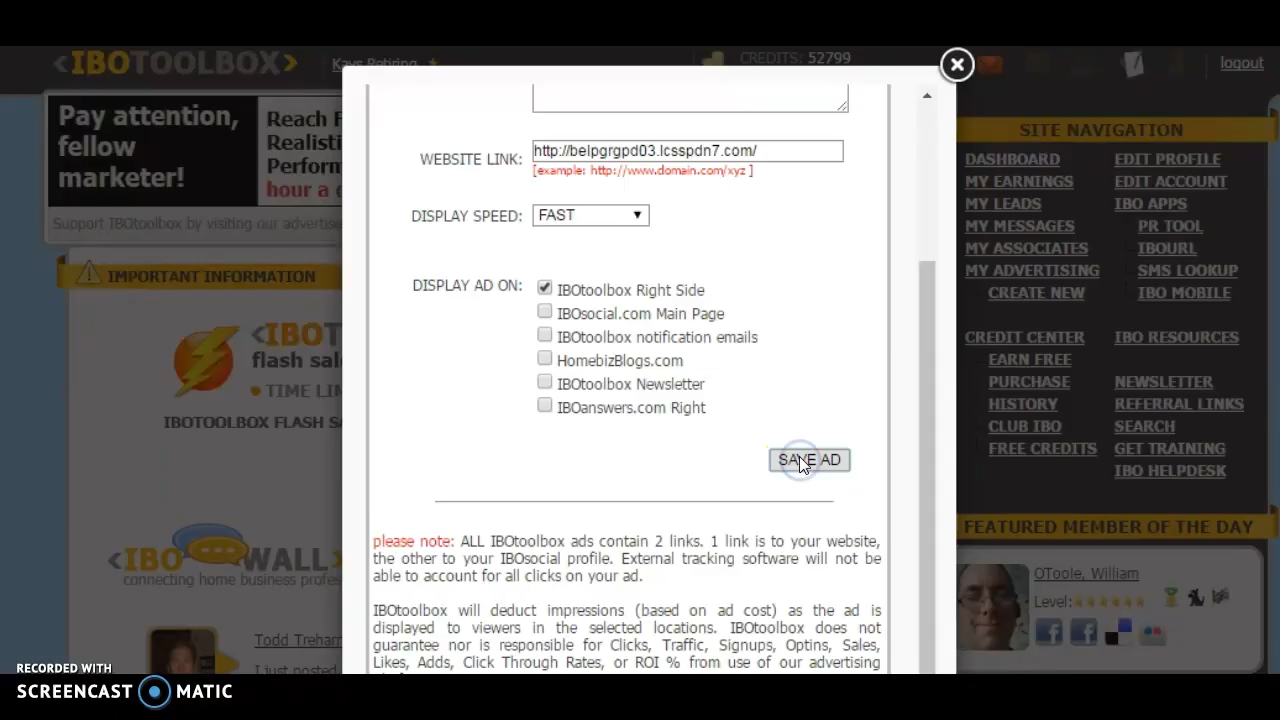 <IBOTOOLBOX>
Kays Retiring
CREDITS: 52799
logout
Pay attention,
fellow
marketer!
Reach F
Realisti
Perform
hour a d
Support IBOtoolbox by visiting our advertise
IMPORTANT INFORMATION
<IBOT
flash sal
• TIME LIM
IBOTOOLBOX FLASH SA
<IBO WALL
connecting home business profes
Todd Treharn
I just posted
WEBSITE LINK: http://belpgrgpd03.lcsspdn7.com/
[example: http://www.domain.com/xyz ]
DISPLAY SPEED: FAST
DISPLAY AD ON: IBOtoolbox Right Side
IBOsocial.com Main Page
IBOtoolbox notification emails
HomebizBlogs.com
IBOtoolbox Newsletter
IBOanswers.com Right
SAVE AD
please note: ALL IBOtoolbox ads contain 2 links. 1 link is to your website,
the other to your IBOsocial profile. External tracking software will not be
able to account for all clicks on your ad.
IBOtoolbox will deduct impressions (based on ad cost) as the ad is
displayed to viewers in the selected locations. IBOtoolbox does not
guarantee nor is responsible for Clicks, Traffic, Signups, Optins, Sales,
Likes, Adds, Click Through Rates, or ROI % from use of our advertising
SITE NAVIGATION
DASHBOARD EDIT PROFILE
MY EARNINGS EDIT ACCOUNT
MY LEADS IBO APPS
MY MESSAGES PR TOOL
MY ASSOCIATES IBOURL
MY ADVERTISING SMS LOOKUP
CREATE NEW IBO MOBILE
CREDIT CENTER IBO RESOURCES
EARN FREE
PURCHASE NEWSLETTER
HISTORY REFERRAL LINKS
CLUB IBO SEARCH
FREE CREDITS GET TRAINING
IBO HELPDESK
FEATURED MEMBER OF THE DAY
OToole, William
Level:
RECORDED WITH
SCREENCAST MATIC